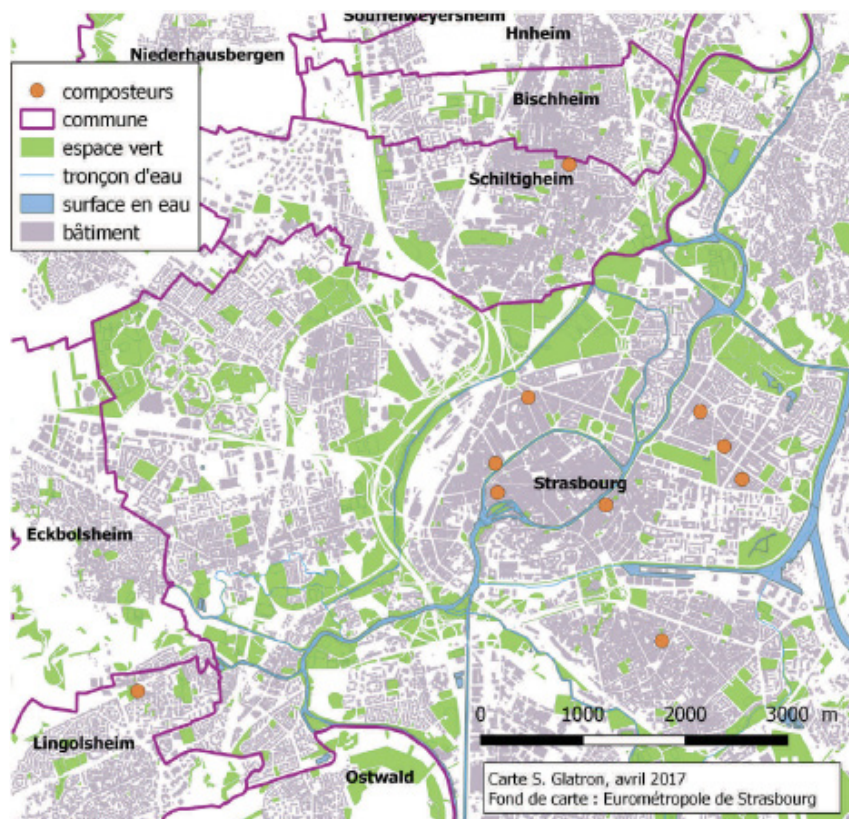 Souffelweyersheim
Hnheim
Niederhausbergen
Bischheim
composteurs
commune
espace vert
tronçon d'eau
surface en eau
bâtiment
Schiltigheim
Strasbourg
Eckbolsheim
Lingolsheim
Ostwald
0 1000 2000 3000 m
Carte S. Glatron, avril 2017
Fond de carte : Eurométropole de Strasbourg